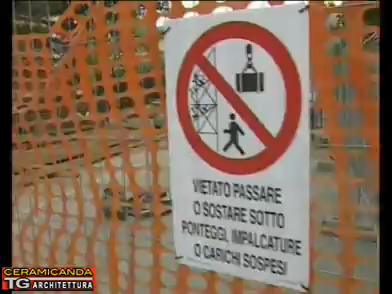 VIETATO PASSARE
O SOSTARE SOTTO
PONTEGGI, IMPALCATURE
O CARICHI SOSPESI
CERAMICANDA
TG ARCHITETTURA